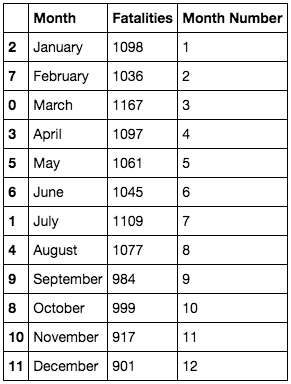 Month Fatalities Month Number
2 January 1098 1
7 February 1036 2
0 March 1167 3
3 April 1097 4
5 May 1061 5
6 June 1045 6
1 July 1109 7
4 August 1077 8
9 September 984 9
8 October 999 10
10 November 917 11
11 December 901 12